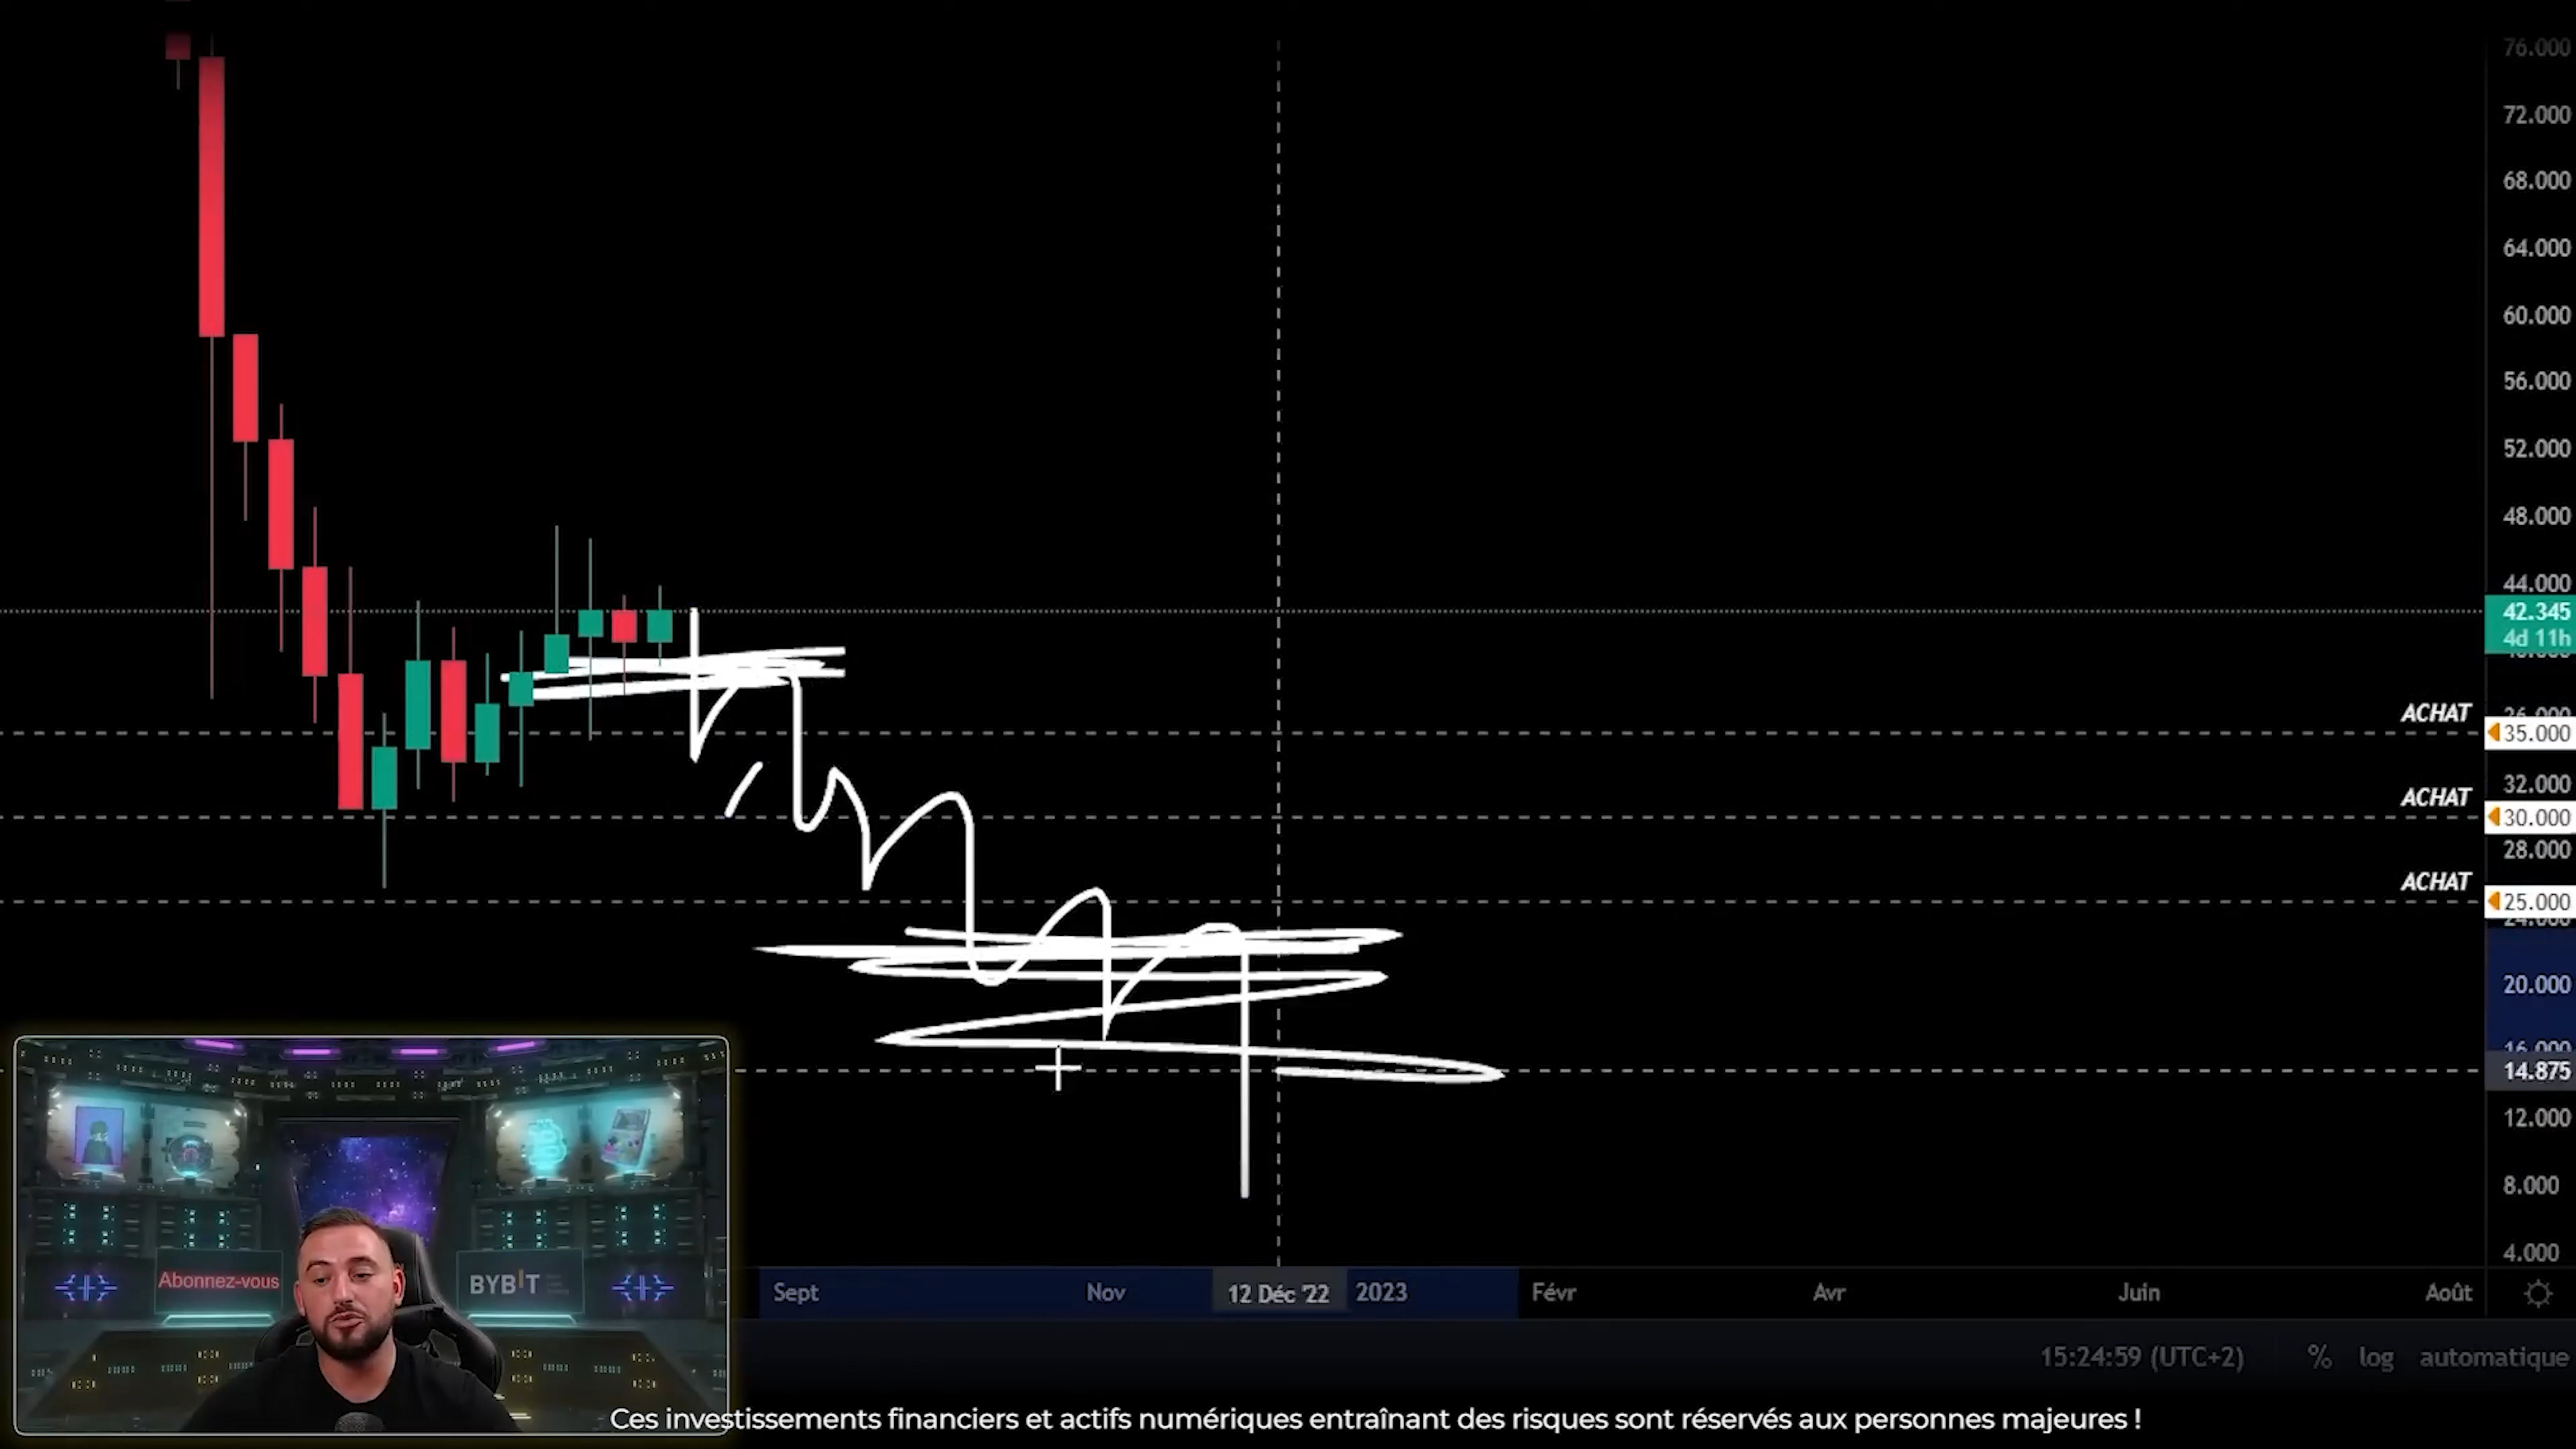 76.000
72.000
68.000
64.000
60.000
56.000
52.000
48.000
44.000
42.345
4d 11h
ACHAT
35.000
32.000
ACHAT
30.000
28.000
ACHAT
25.000
20.000
16.000
14.875
12.000
8.000
4.000
Abonnez-vous
BYBIT
Sept Nov 12 Déc '22 2023 Févr Avr Juin Août
15:24:59 (UTC+2) % log automatique
Ces investissements financiers et actifs numériques entraînant des risques sont réservés aux personnes majeures !